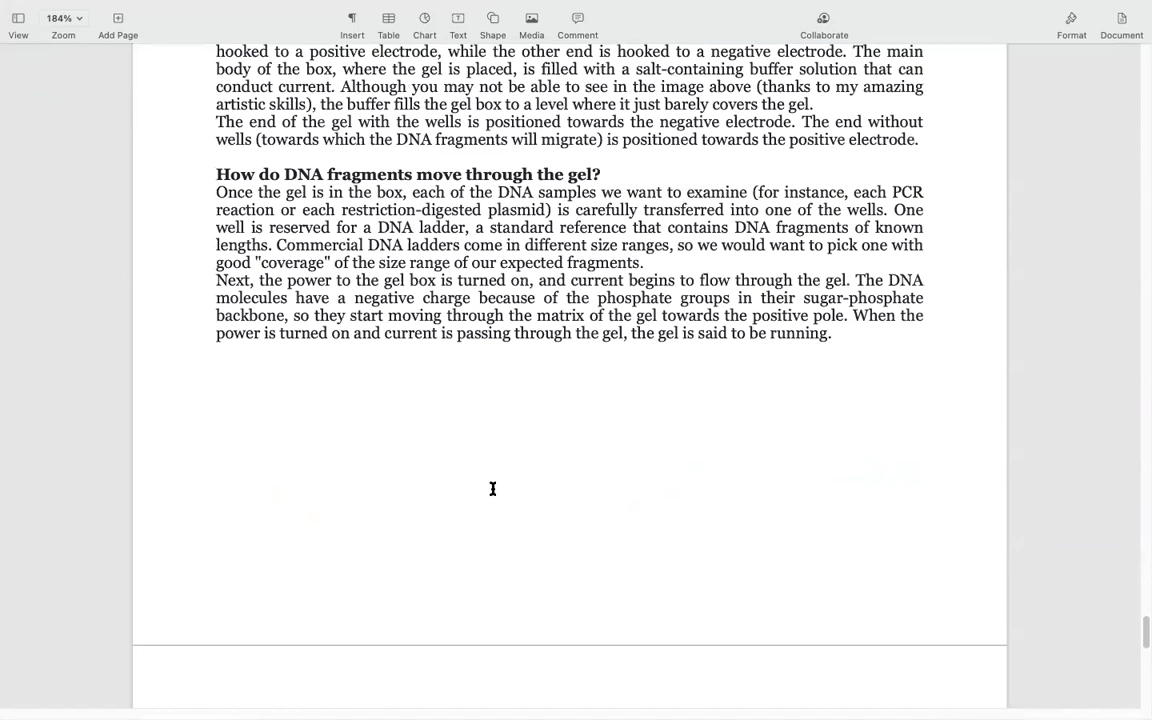 184%
View
Zoom
Add Page
Insert
Table
Chart
Text
Shape
Media
Comment
Collaborate
Format
Document
hooked to a positive electrode, while the other end is hooked to a negative electrode. The main
body of the box, where the gel is placed, is filled with a salt-containing buffer solution that can
conduct current. Although you may not be able to see in the image above (thanks to my amazing
artistic skills), the buffer fills the gel box to a level where it just barely covers the gel.
The end of the gel with the wells is positioned towards the negative electrode. The end without
wells (towards which the DNA fragments will migrate) is positioned towards the positive electrode.
How do DNA fragments move through the gel?
Once the gel is in the box, each of the DNA samples we want to examine (for instance, each PCR
reaction or each restriction-digested plasmid) is carefully transferred into one of the wells. One
well is reserved for a DNA ladder, a standard reference that contains DNA fragments of known
lengths. Commercial DNA ladders come in different size ranges, so we would want to pick one with
good "coverage" of the size range of our expected fragments.
Next, the power to the gel box is turned on, and current begins to flow through the gel. The DNA
molecules have a negative charge because of the phosphate groups in their sugar-phosphate
backbone, so they start moving through the matrix of the gel towards the positive pole. When the
power is turned on and current is passing through the gel, the gel is said to be running.